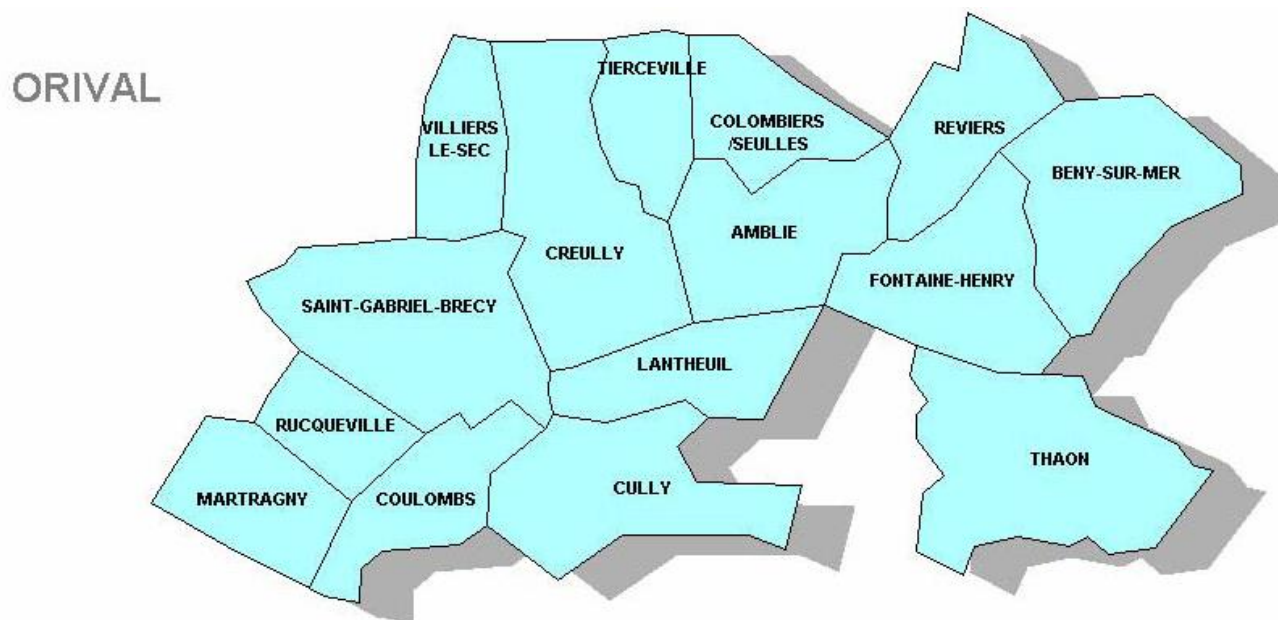 ORIVAL
TIERCEVILLE
VILLIERS
LE-SEC
COLOMBIERS
/SEULLES
REVIERS
BENY-SUR-MER
CREULLY
AMBLIE
FONTAINE-HENRY
SAINT-GABRIEL-BRECY
LANTHEUIL
RUCQUEVILLE
THAON
MARTRAGNY
COULOMBS
CULLY